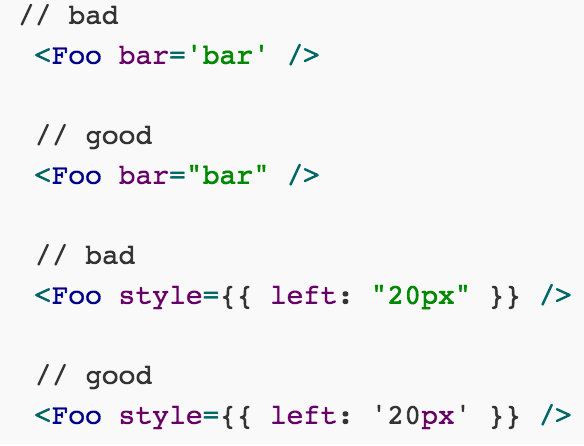 // bad
<Foo bar='bar' />
// good
<Foo bar="bar" />
// bad
<Foo style={{ left: "20px" }} />
// good
<Foo style={{ left: '20px' }} />